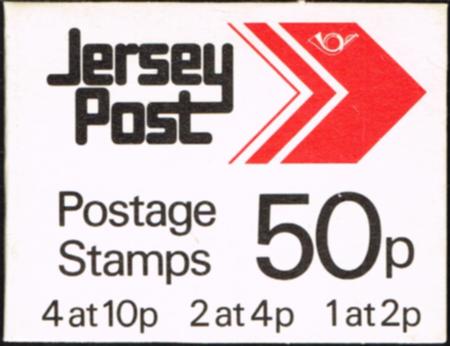 Jersey
Post
Postage
Stamps
50p
4 at 10p 2 at 4p 1 at 2p